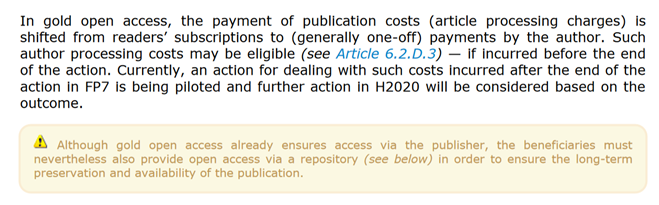 In gold open access, the payment of publication costs (article processing charges) is
shifted from readers’ subscriptions to (generally one-off) payments by the author. Such
author processing costs may be eligible (see Article 6.2.D.3) — if incurred before the end
of the action. Currently, an action for dealing with such costs incurred after the end of the
action in FP7 is being piloted and further action in H2020 will be considered based on the
outcome.
Although gold open access already ensures access via the publisher, the beneficiaries must
nevertheless also provide open access via a repository (see below) in order to ensure the long-term
preservation and availability of the publication.